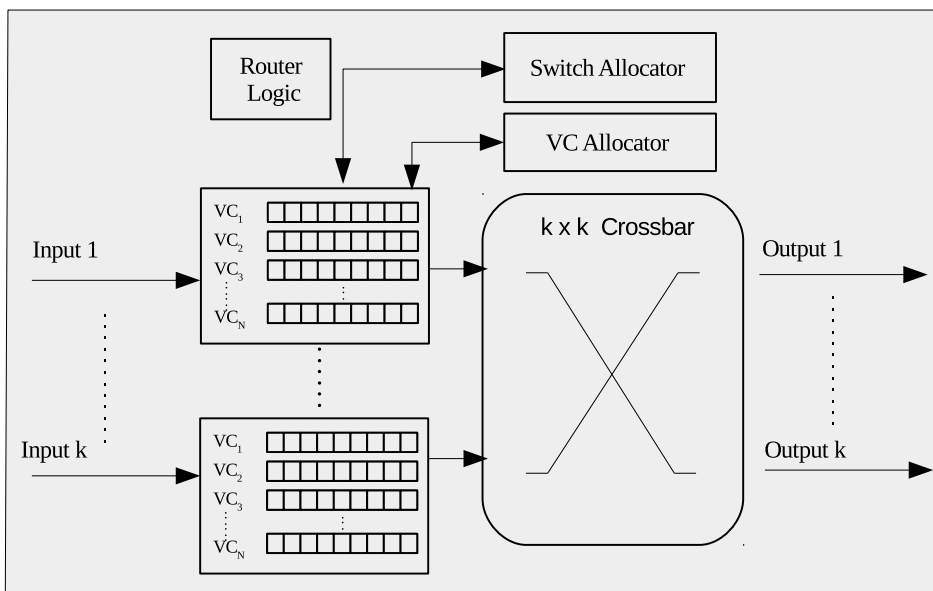 Router
Logic
Switch Allocator
VC Allocator
VC1
VC2
VC3
VCN
k x k Crossbar
Input 1
Output 1
Input k
Output k
VC1
VC2
VC3
VCN